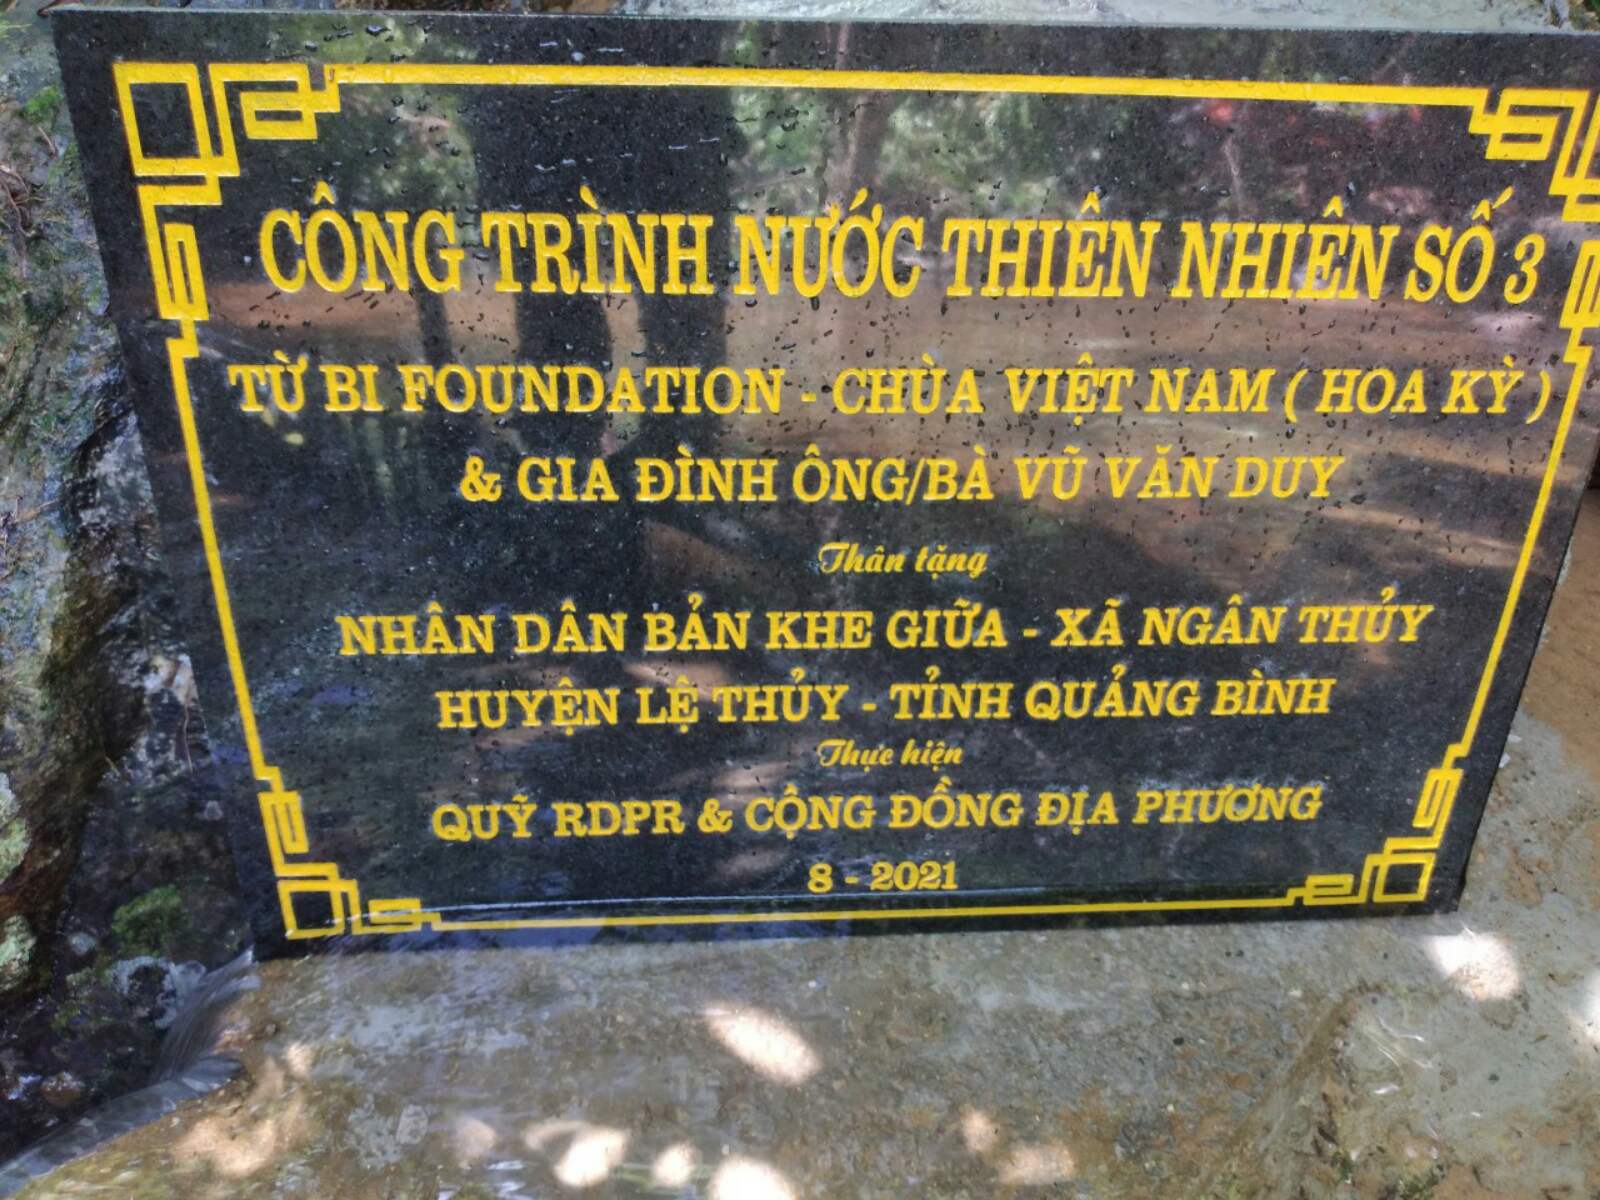 CÔNG TRÌNH NƯỚC THIÊN NHIÊN SỐ 3
TỪ BI FOUNDATION - CHÙA VIỆT NAM ( HOA KỲ )
& GIA ĐÌNH ÔNG/BÀ VŨ VĂN DUY
Thân tặng
NHÂN DÂN BẢN KHE GIỮA - XÃ NGÂN THỦY
HUYỆN LỆ THỦY - TỈNH QUẢNG BÌNH
Thực hiện
QUỸ RDPR & CỘNG ĐỒNG ĐỊA PHƯƠNG
8 - 2021